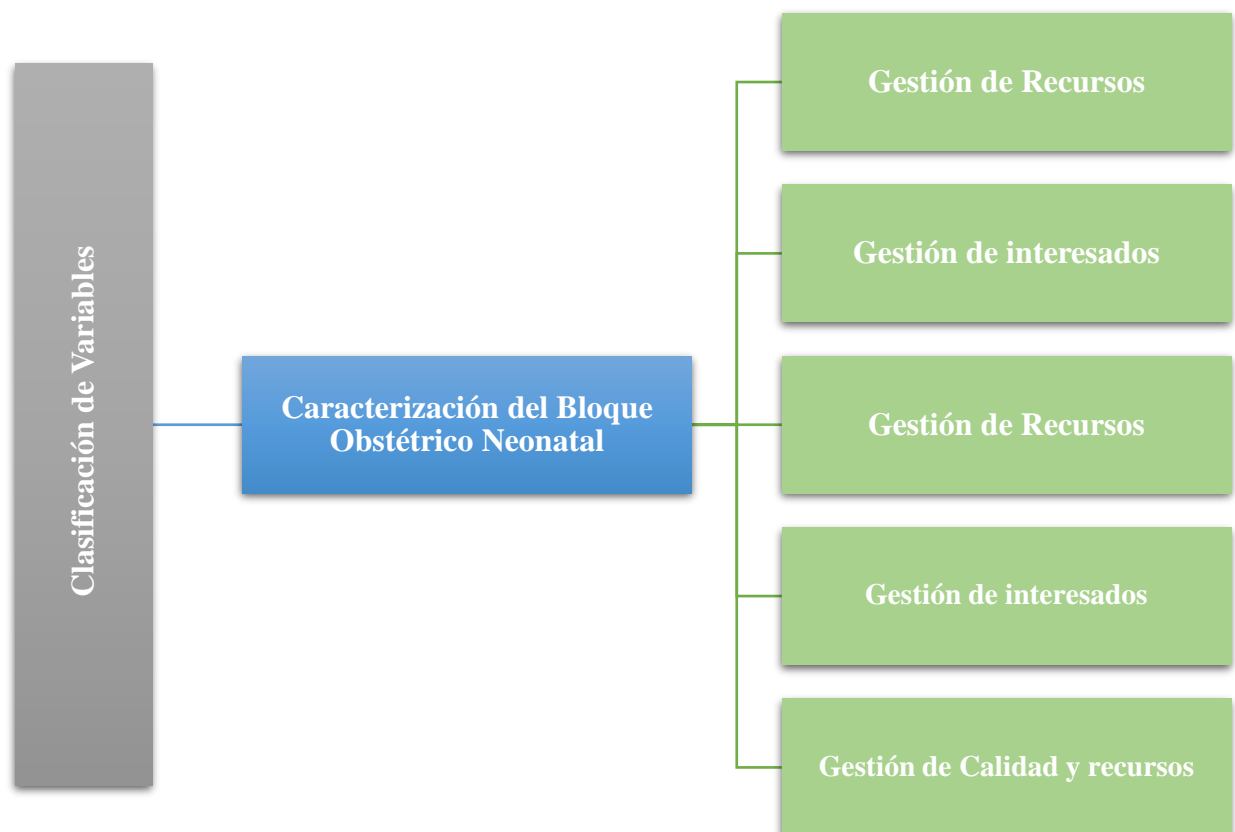 Clasificación de Variables
Caracterización del Bloque
Obstétrico Neonatal
Gestión de Recursos
Gestión de interesados
Gestión de Recursos
Gestión de interesados
Gestión de Calidad y recursos